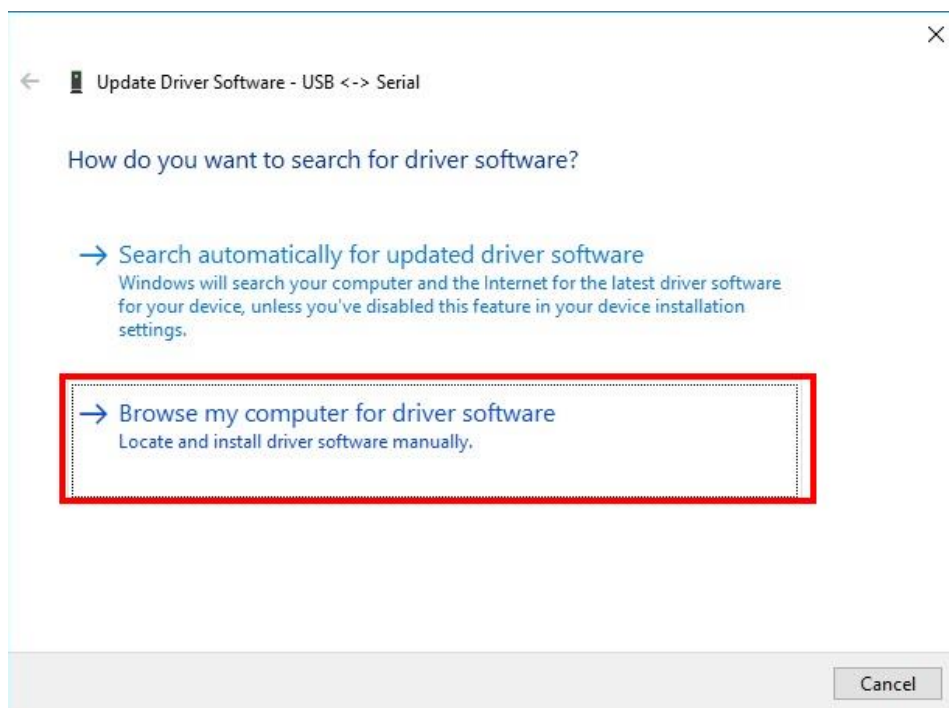 Update Driver Software - USB <-> Serial
How do you want to search for driver software?
Search automatically for updated driver software
Windows will search your computer and the Internet for the latest driver software
for your device, unless you've disabled this feature in your device installation
settings.
Browse my computer for driver software
Locate and install driver software manually.
Cancel